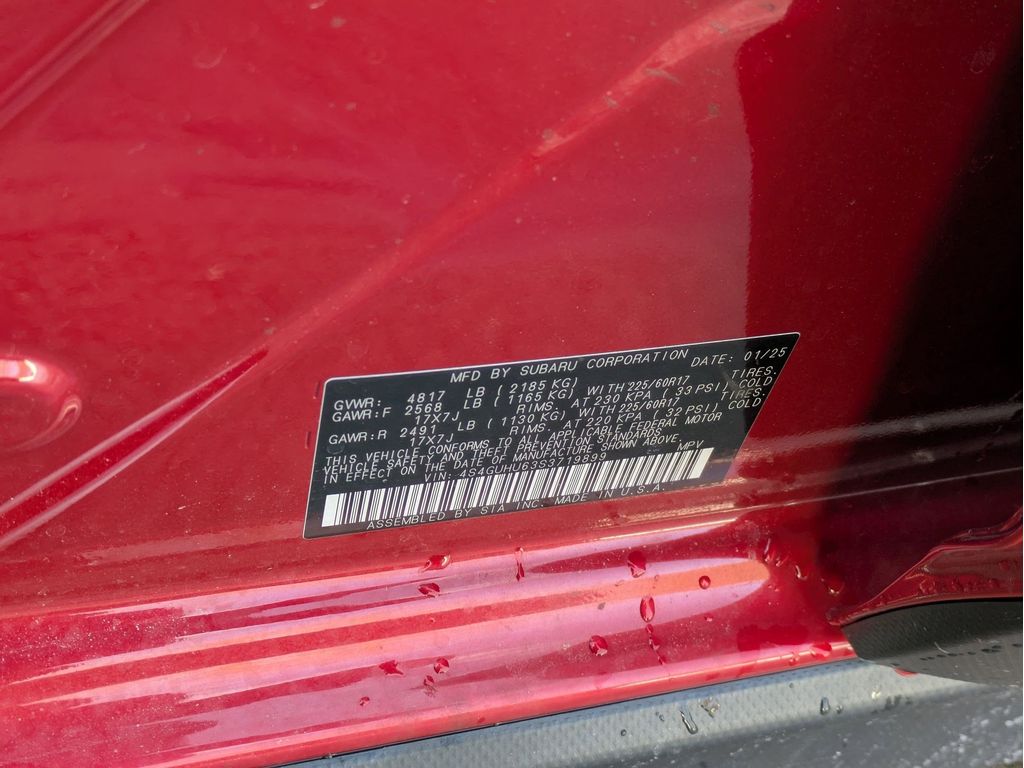 MFD BY SUBARU CORPORATION DATE: 01/25
GVWR: 4817 LB (2185 KG)
GAWR:F 2568 LB (1165 KG) WITH 225/60R17 TIRES.
17X7J RIMS. AT 230 KPA (33 PSI) COLD
GAWR:R 2491 LB (1130 KG) WITH 225/60R17 TIRES.
17X7J RIMS. AT 220 KPA (32 PSI) COLD
THIS VEHICLE CONFORMS TO ALL APPLICABLE FEDERAL MOTOR
VEHICLE SAFETY AND THEFT PREVENTION STANDARDS
IN EFFECT ON THE DATE OF MANUFACTURE SHOWN ABOVE.
VIN: 4S4GUHU63S3719899 MPV
ASSEMBLED BY SIA INC. MADE IN U.S.A.